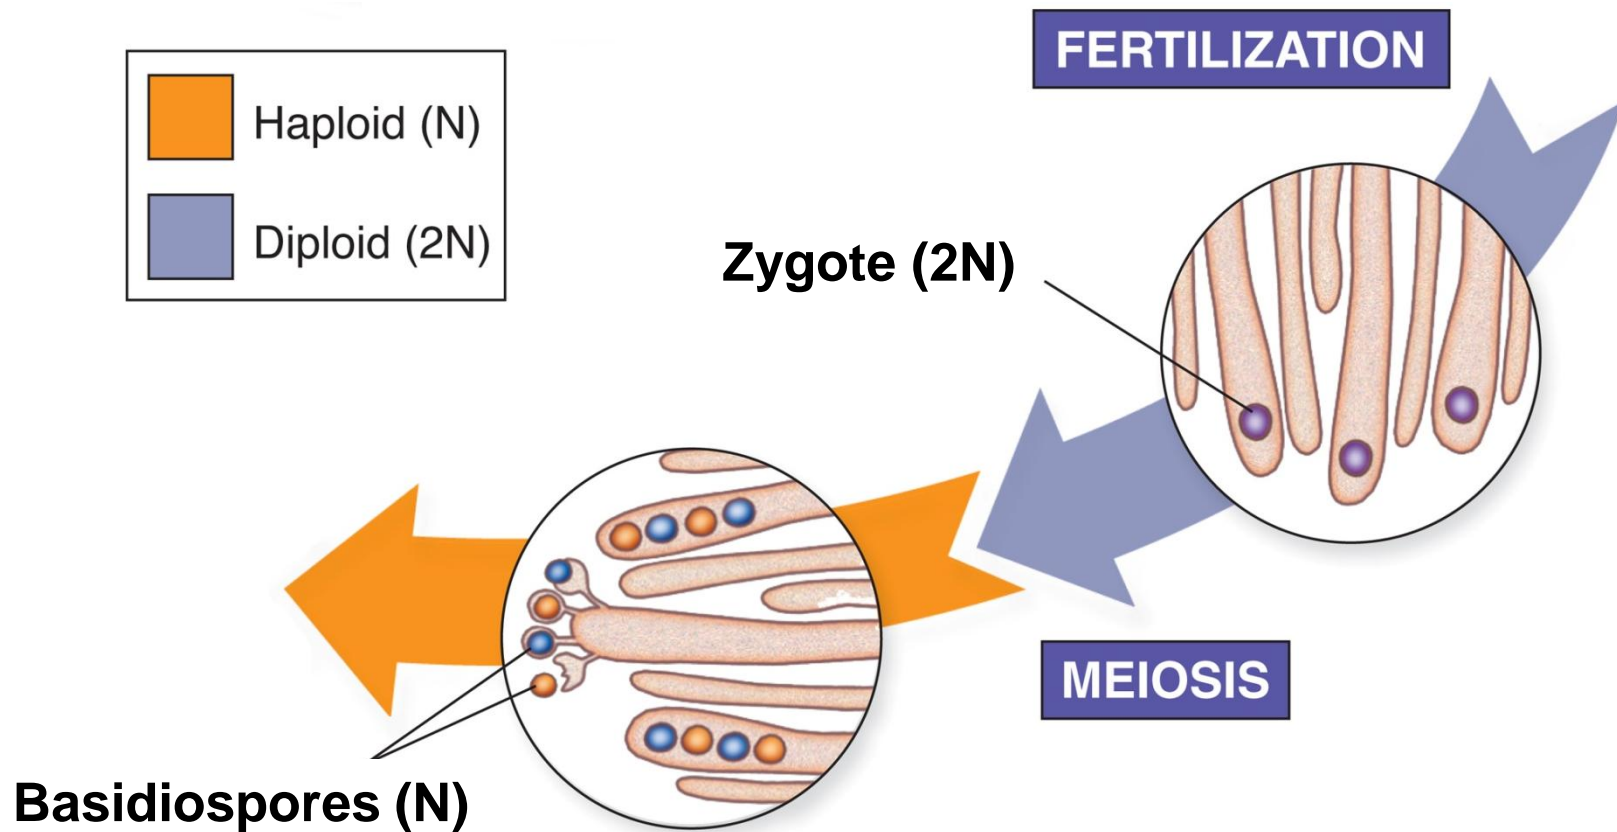 FERTILIZATION
Haploid (N)
Diploid (2N)
Zygote (2N)
MEIOSIS
Basidiospores (N)